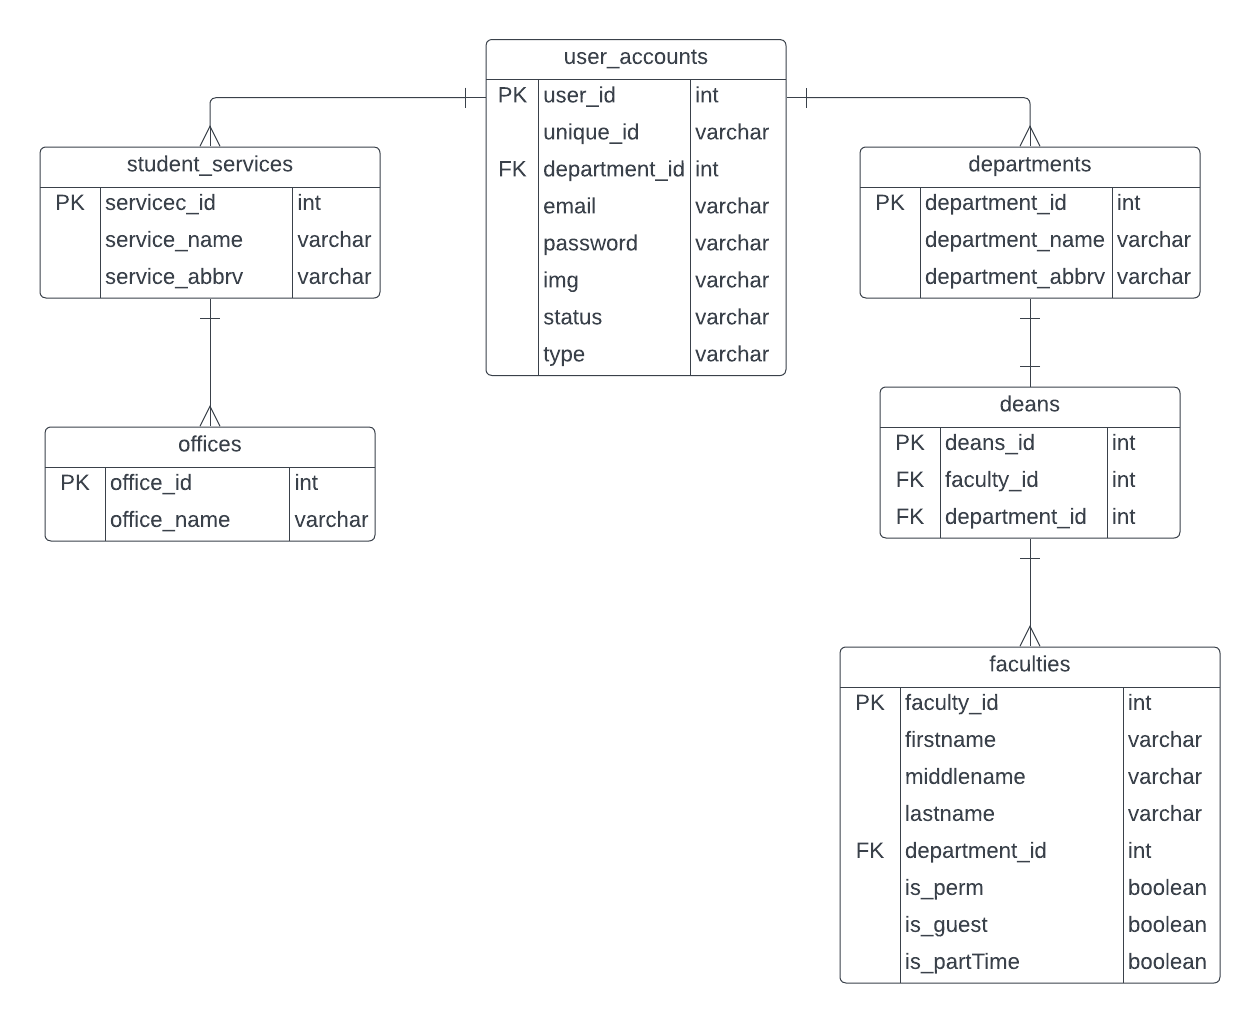 user_accounts
PK user_id int
unique_id varchar
FK department_id int
email varchar
password varchar
img varchar
status varchar
type varchar
student_services
PK servicec_id int
service_name varchar
service_abbrv varchar
departments
PK department_id int
department_name varchar
department_abbrv varchar
offices
PK office_id int
office_name varchar
deans
PK deans_id int
FK faculty_id int
FK department_id int
faculties
PK faculty_id int
firstname varchar
middlename varchar
lastname varchar
FK department_id int
is_perm boolean
is_guest boolean
is_partTime boolean